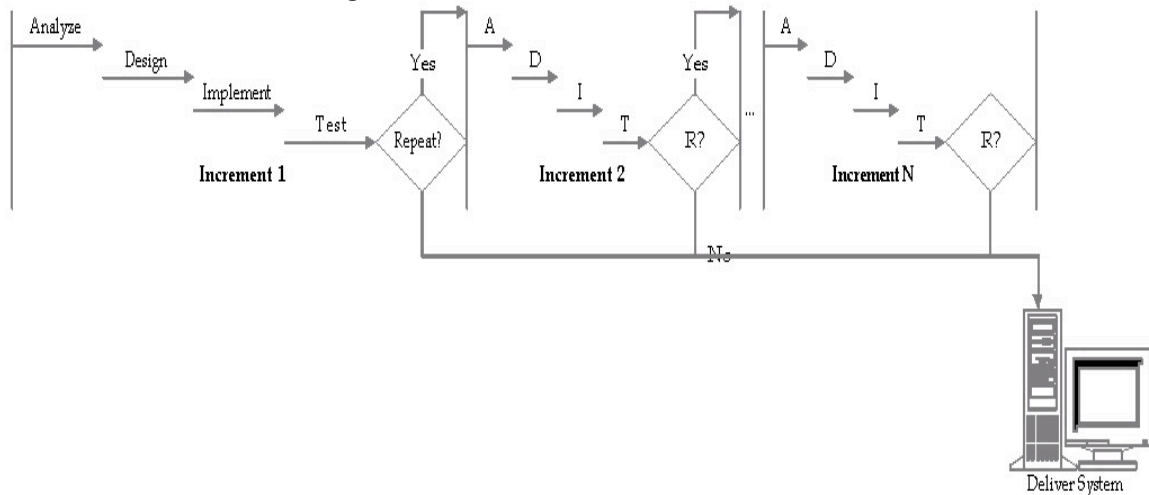 Analyze
Design
Implement
Test
Repeat?
Yes
Increment 1
A
D
I
T
R?
Yes
Increment 2
...
A
D
I
T
R?
Increment N
No
Deliver System